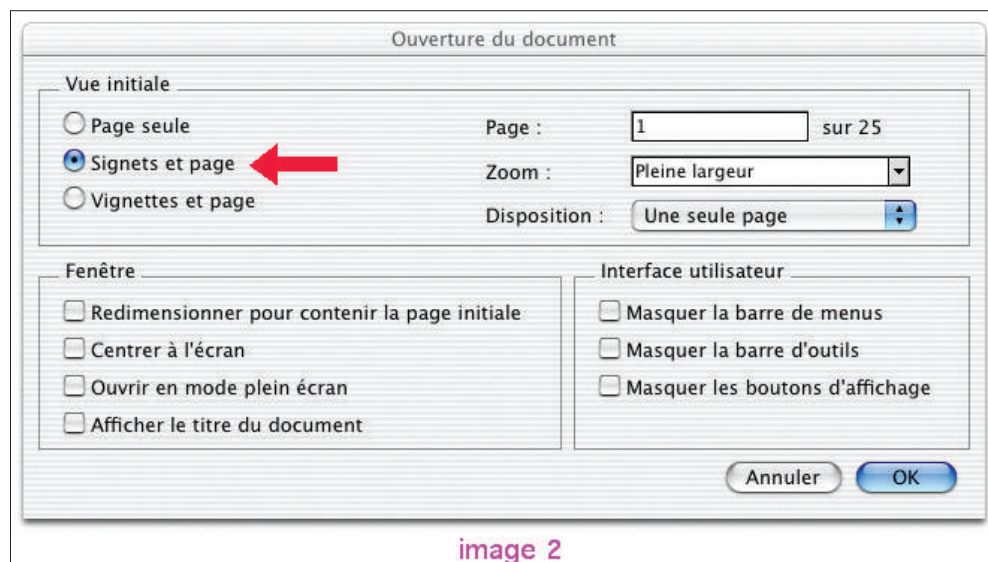 Ouverture du document
Vue initiale
Page seule
Signets et page
Vignettes et page
Page :
1
sur 25
Zoom :
Pleine largeur
Disposition :
Une seule page
Fenêtre
Redimensionner pour contenir la page initiale
Centrer à l'écran
Ouvrir en mode plein écran
Afficher le titre du document
Interface utilisateur
Masquer la barre de menus
Masquer la barre d'outils
Masquer les boutons d'affichage
Annuler
OK
image 2